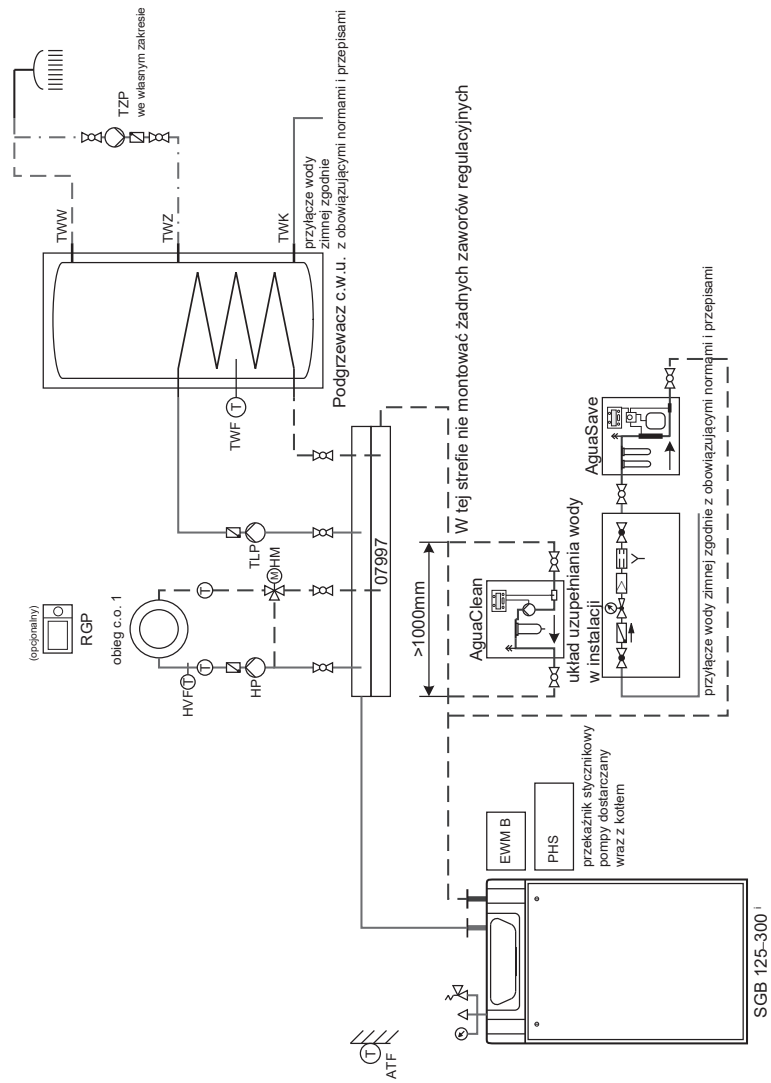 TZP
we własnym zakresie
TWW
TWZ
TWK
przyłącze wody
zimnej zgodnie
z obowiązującymi normami i przepisami
Podgrzewacz c.w.u.
TWF
T
(opcjonalny)
RGP
obieg c.o. 1
T
T
HVF
T
HP
M
HM
TLP
07997
W tej strefie nie montować żadnych zaworów regulacyjnych
>1000mm
AguaClean
układ uzupełniania wody
w instalacji
AguaSave
Y
przyłącze wody zimnej zgodnie z obowiązującymi normami i przepisami
EWM B
PHS
przekaźnik stycznikowy
pompy dostarczany
wraz z kotłem
T
ATF
SGB 125-300 i